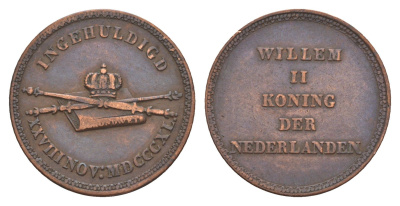 INGEHULDIGD
XXVIII NOV: MDCCCXL.
WILLEM
II
KONING
DER
NEDERLANDEN